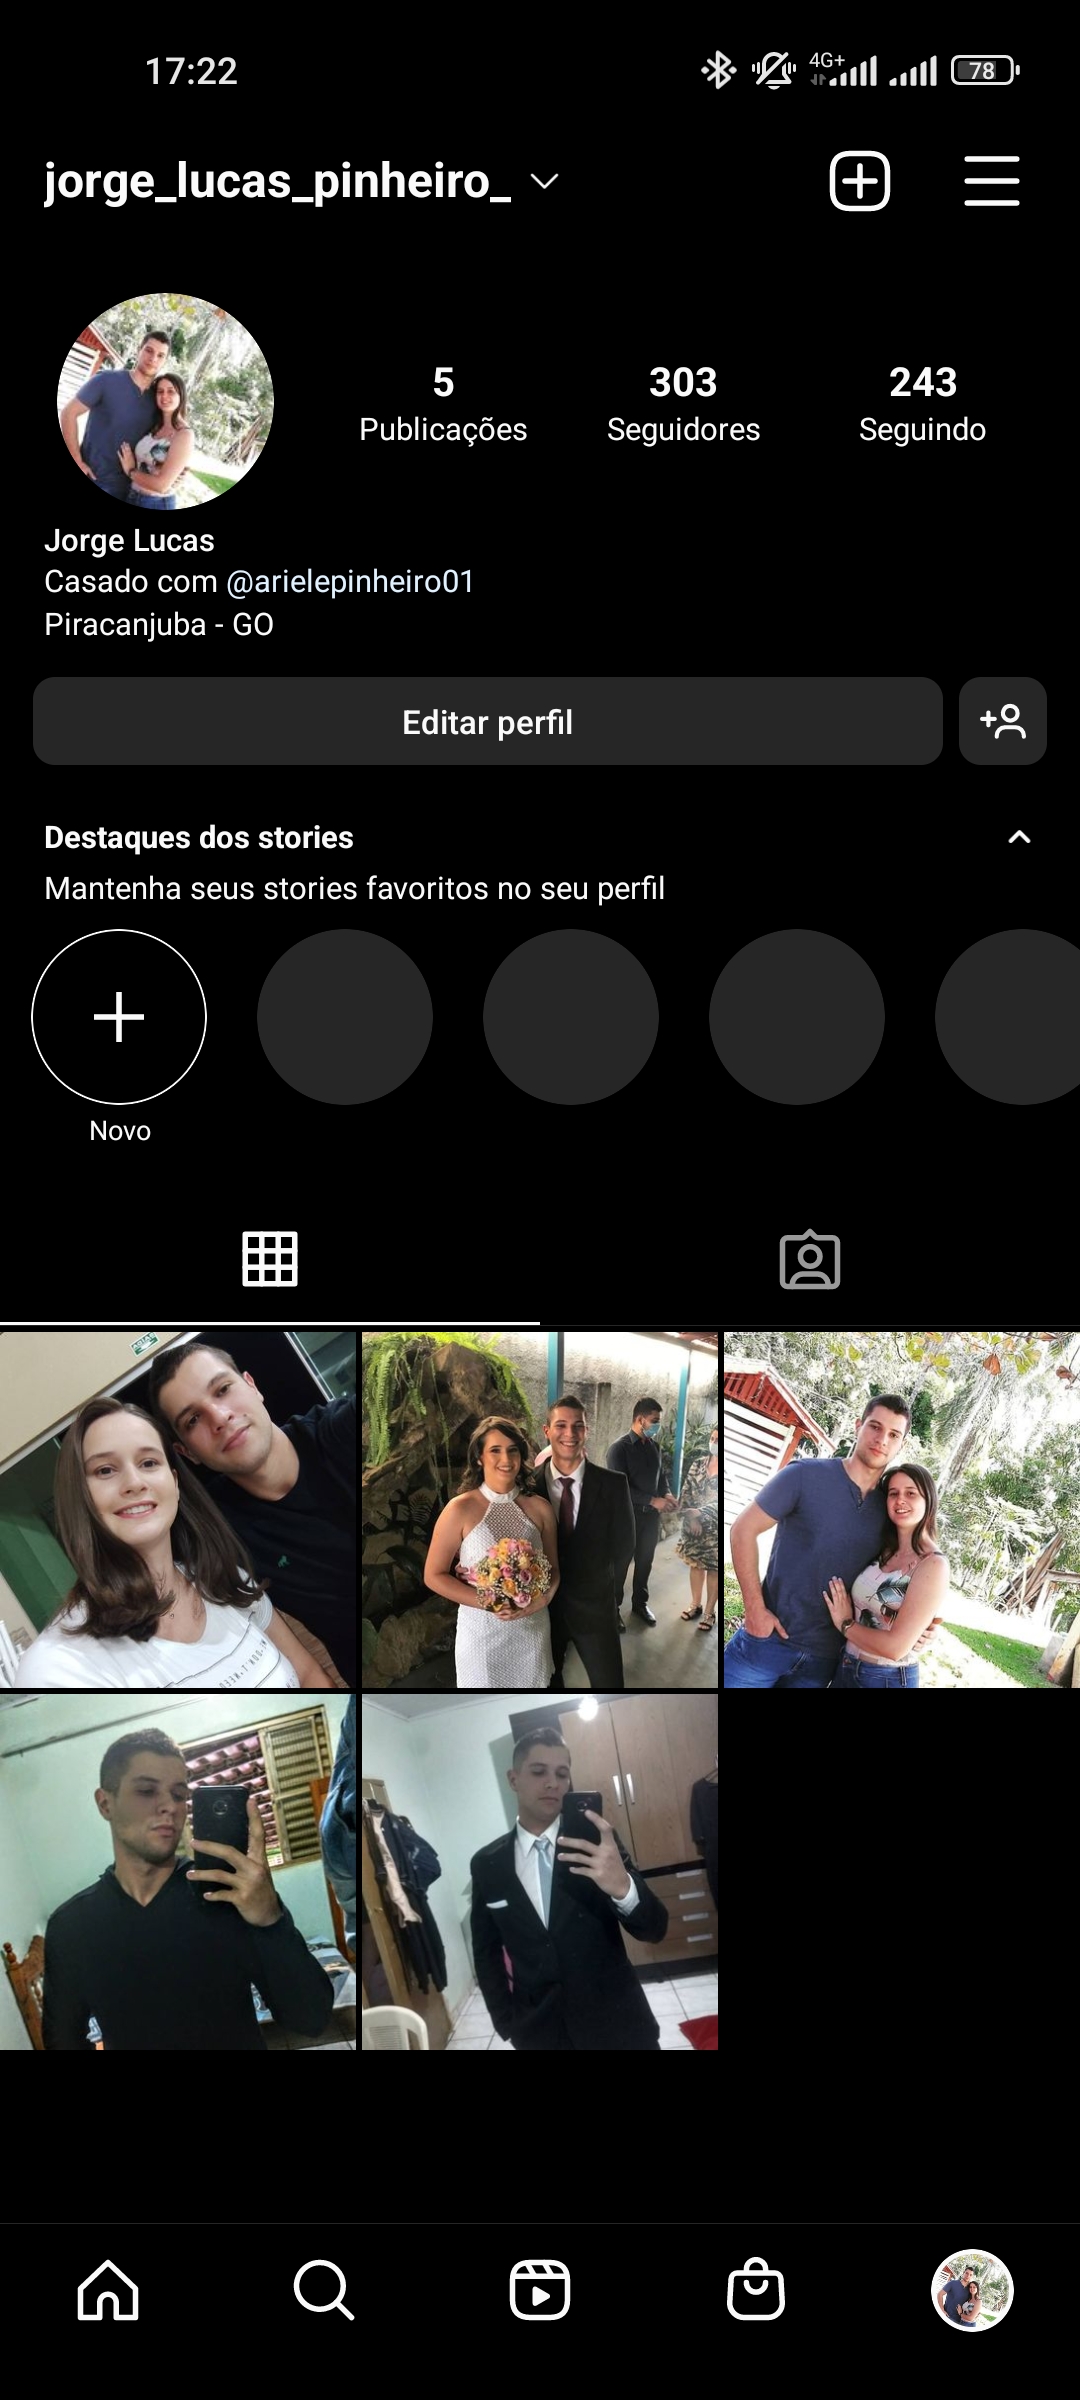 17:22
4G+
78
jorge_lucas_pinheiro_
5
Publicações
303
Seguidores
243
Seguindo
Jorge Lucas
Casado com @arielepinheiro01
Piracanjuba - GO
Editar perfil
Destaques dos stories
Mantenha seus stories favoritos no seu perfil
Novo